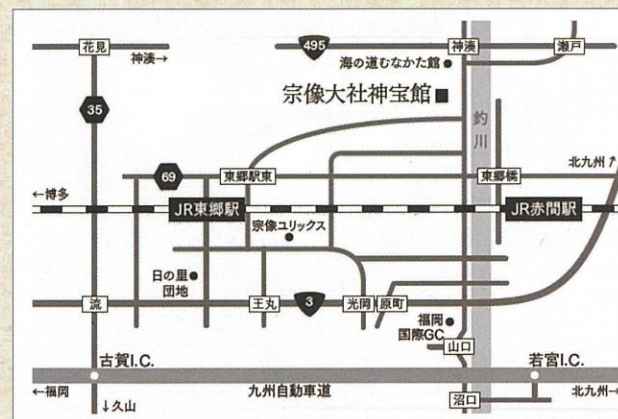 花見
神湊→
495
神湊
瀬戸
海の道むなかた館
宗像大社神宝館
35
釣川
69
東郷駅東
東郷橋
北九州↑
←博多
JR東郷駅
JR赤間駅
宗像ユリックス
日の里
団地
流
王丸
3
光岡
原町
福岡
国際GC
山口
古賀I.C.
若宮I.C.
←福岡
九州自動車道
北九州→
↓久山
沼口